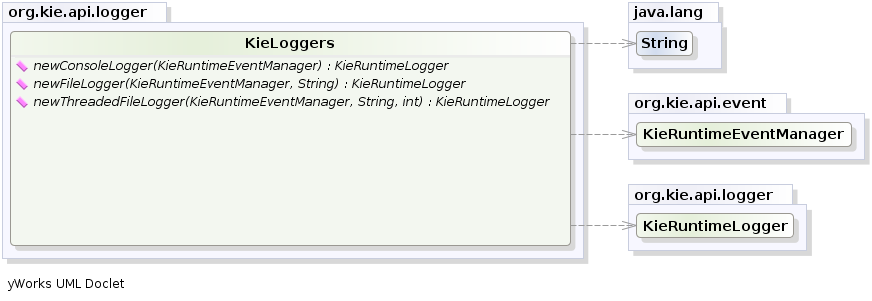 org.kie.api.logger
KieLoggers
newConsoleLogger(KieRuntimeEventManager) : KieRuntimeLogger
newFileLogger(KieRuntimeEventManager, String) : KieRuntimeLogger
newThreadedFileLogger(KieRuntimeEventManager, String, int) : KieRuntimeLogger
java.lang
String
org.kie.api.event
KieRuntimeEventManager
org.kie.api.logger
KieRuntimeLogger
yWorks UML Doclet